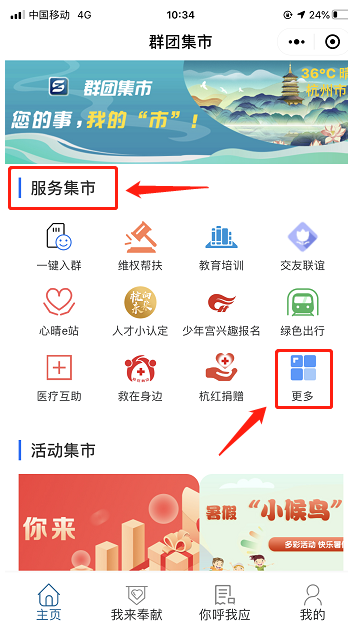 中国移动 4G 10:34 24%
群团集市
群团集市
36°C
杭州市
您的事，我的“市”！
服务集市
一键入群 维权帮扶 教育培训 交友联谊
心晴e站 人才小认定 少年宫兴趣报名 绿色出行
医疗互助 救在身边 杭红捐赠 更多
活动集市
你来
暑假“小候鸟”
多彩活动 快乐暑
主页 我来奉献 你呼我应 我的